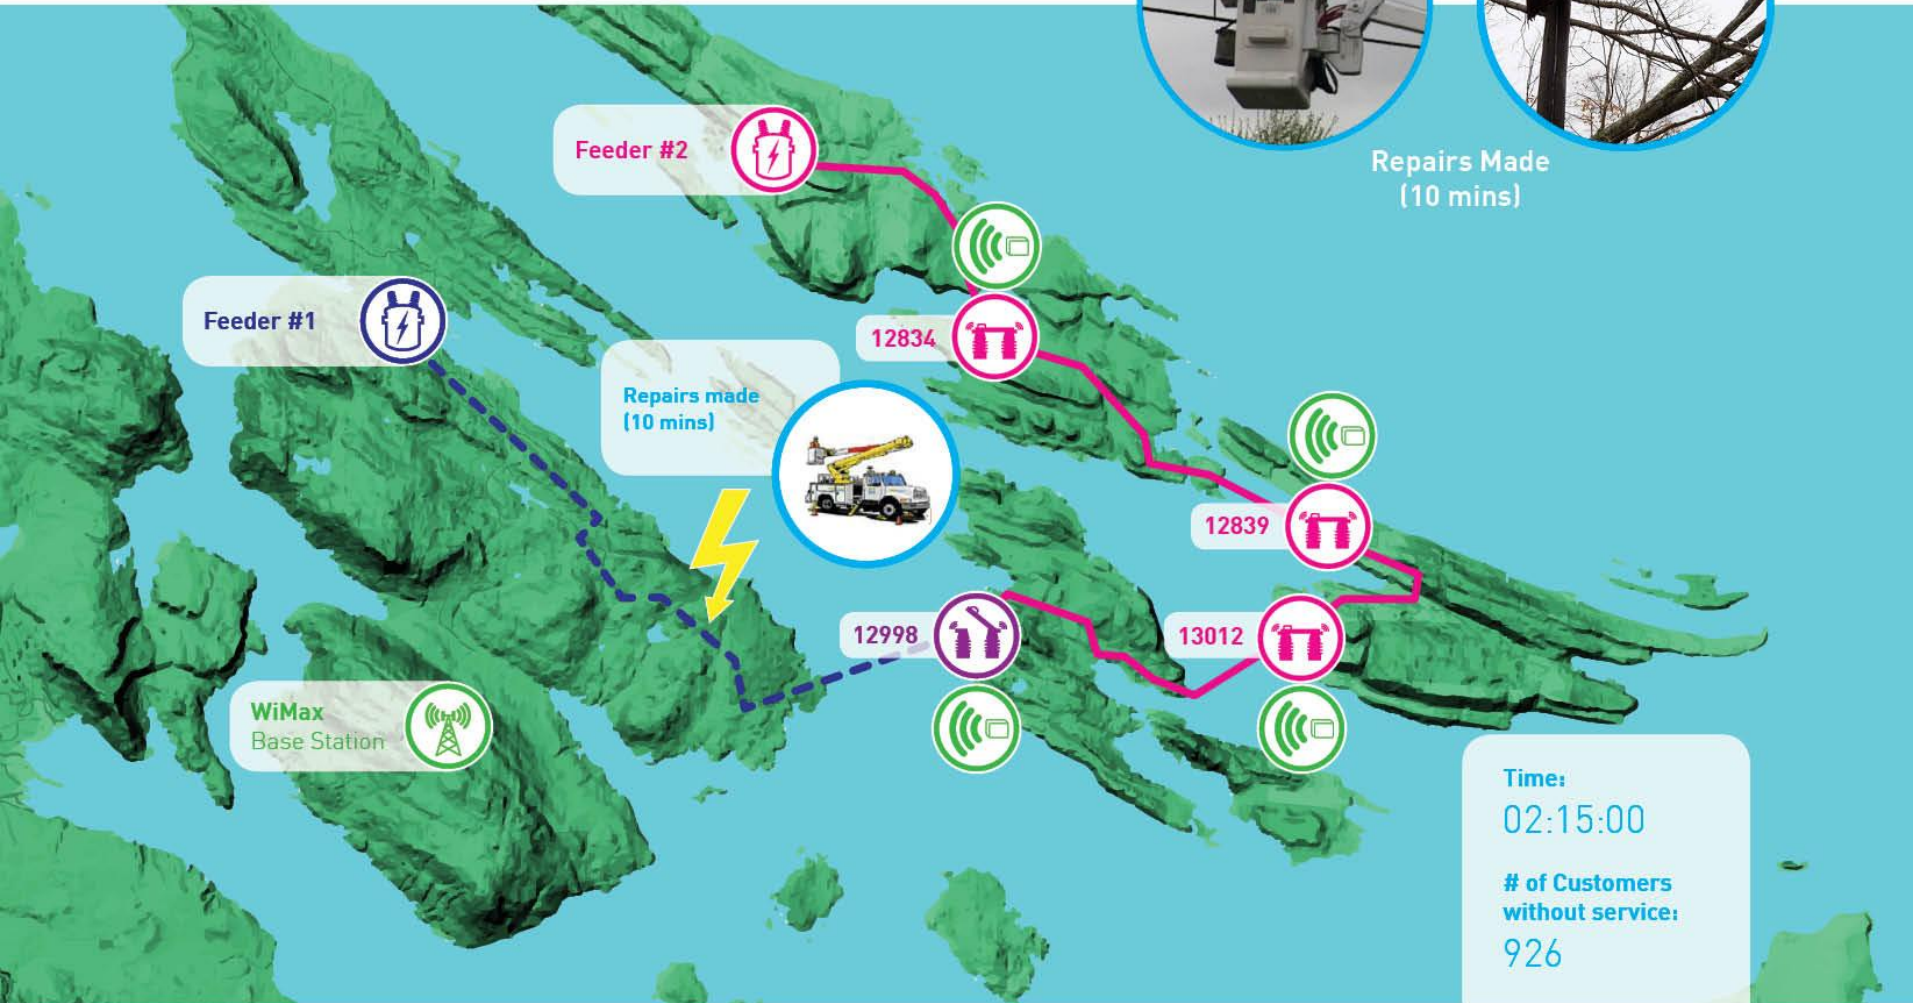 Repairs Made
(10 mins)
Feeder #2
Feeder #1
12834
Repairs made
(10 mins)
12839
12998
13012
WiMax
Base Station
Time:
02:15:00
# of Customers
without service:
926